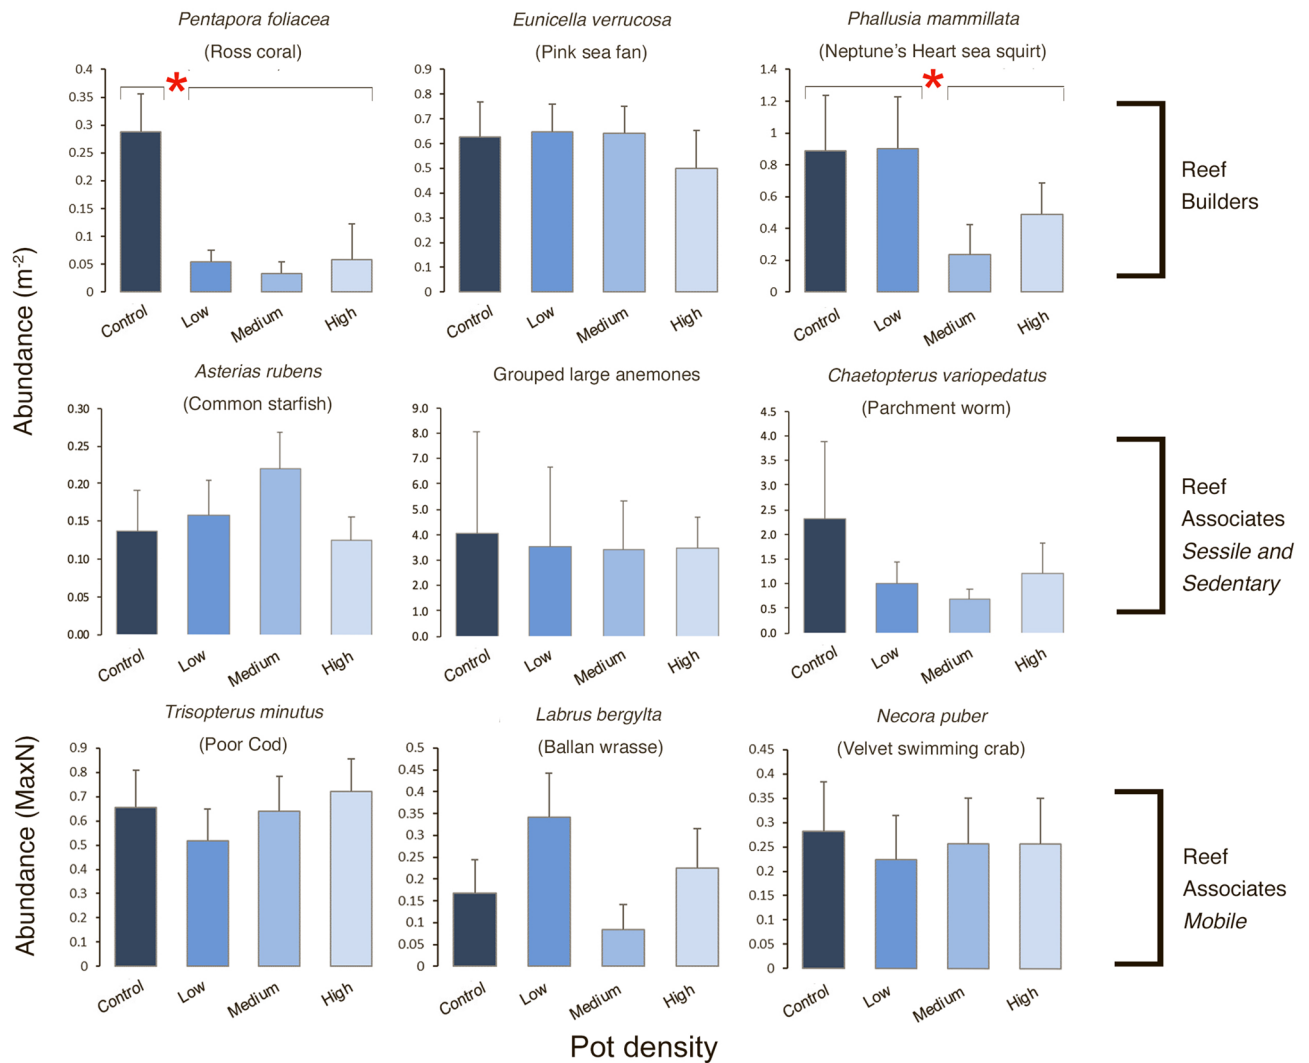 Pentapora foliacea
(Ross coral)
Eunicella verrucosa
(Pink sea fan)
Phallusia mammillata
(Neptune's Heart sea squirt)
0.4
0.35
0.3
0.25
0.2
0.15
0.1
0.05
0
*
Control
Low
Medium
High
0.9
0.8
0.7
0.6
0.5
0.4
0.3
0.2
0.1
0
Control
Low
Medium
High
1.4
1.2
1
0.8
0.6
0.4
0.2
0
*
Control
Low
Medium
High
Reef
Builders
Abundance (m-2)
Asterias rubens
(Common starfish)
Grouped large anemones
Chaetopterus variopedatus
(Parchment worm)
0.30
0.25
0.20
0.15
0.10
0.05
0.00
Control
Low
Medium
High
9.0
8.0
7.0
6.0
5.0
4.0
3.0
2.0
1.0
0.0
Control
Low
Medium
High
4.5
4.0
3.5
3.0
2.5
2.0
1.5
1.0
0.5
0.0
Control
Low
Medium
High
Reef
Associates
Sessile and
Sedentary
Trisopterus minutus
(Poor Cod)
Labrus bergylta
(Ballan wrasse)
Necora puber
(Velvet swimming crab)
Abundance (MaxN)
0.9
0.8
0.7
0.6
0.5
0.4
0.3
0.2
0.1
0
Control
Low
Medium
High
0.5
0.45
0.4
0.35
0.3
0.25
0.2
0.15
0.1
0.05
0
Control
Low
Medium
High
0.45
0.4
0.35
0.3
0.25
0.2
0.15
0.1
0.05
0
Control
Low
Medium
High
Reef
Associates
Mobile
Pot density